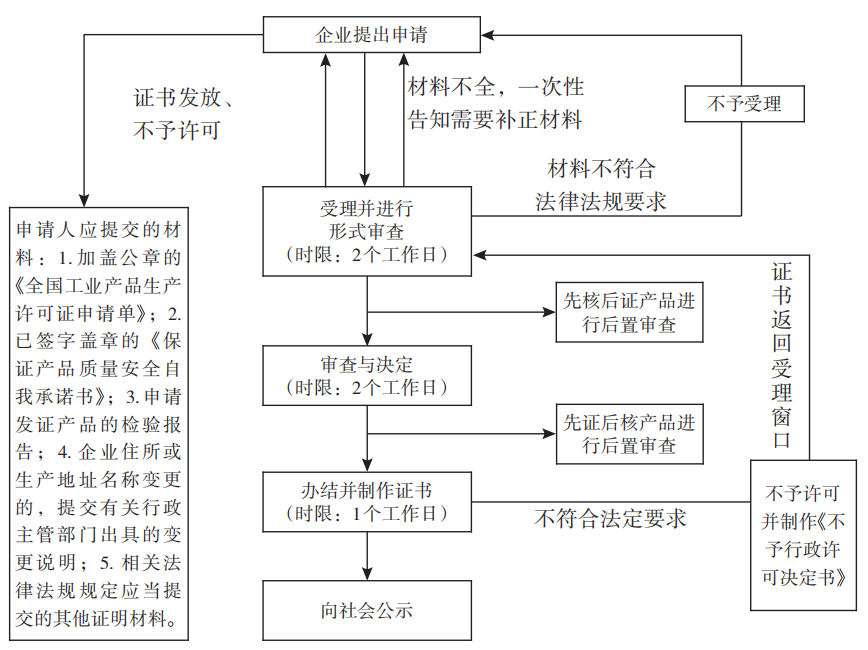 企业提出申请
证书发放、
不予许可
材料不全，一次性
告知需要补正材料
不予受理
材料不符合
法律法规要求
申请人应提交的材
料：1.加盖公章的
《全国工业产品生产
许可证申请单》；2.
已签字盖章的《保
证产品质量安全自
我承诺书》；3.申请
发证产品的检验报
告；4.企业住所或
生产地址名称变更
的，提交有关行政
主管部门出具的变
更说明；5.相关法
律法规规定应当提
交的其他证明材料。
受理并进行
形式审查
（时限：2个工作日）
先核后证产品进
行后置审查
审查与决定
（时限：2个工作日）
先证后核产品进
行后置审查
办结并制作证书
（时限：1个工作日）
不符合法定要求
证书返回受理窗口
不予许可
并制作《不
予行政许
可决定书》
向社会公示